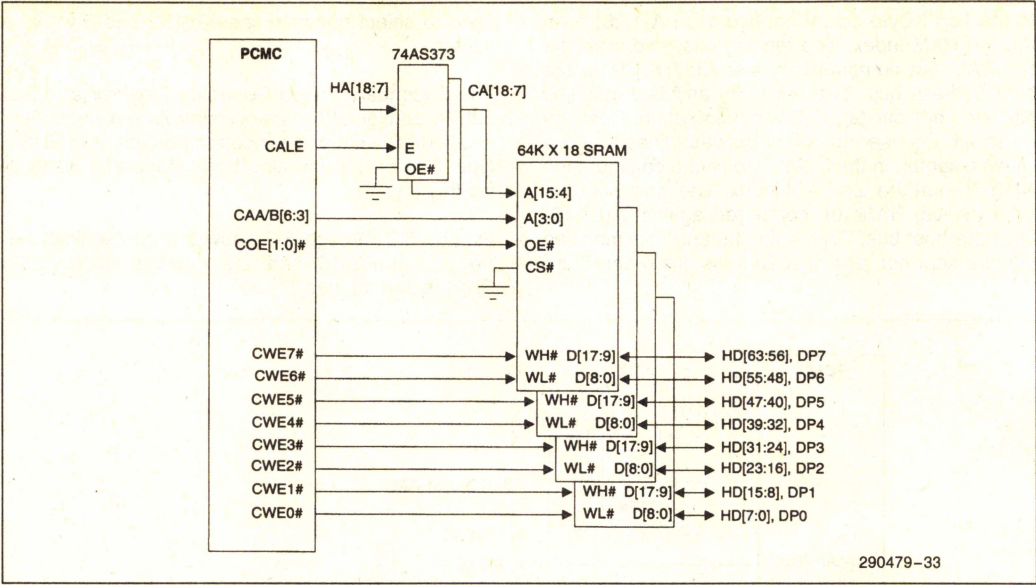 PCMC
74AS373
HA[18:7]
CA[18:7]
CALE
E
OE#
64K X 18 SRAM
A[15:4]
CAA/B[6:3]
A[3:0]
COE[1:0]#
OE#
CS#
CWE7#
WH# D[17:9]
HD[63:56], DP7
CWE6#
WL# D[8:0]
HD[55:48], DP6
CWE5#
WH# D[17:9]
HD[47:40], DP5
CWE4#
WL# D[8:0]
HD[39:32], DP4
CWE3#
WH# D[17:9]
HD[31:24], DP3
CWE2#
WL# D[8:0]
HD[23:16], DP2
CWE1#
WH# D[17:9]
HD[15:8], DP1
CWE0#
WL# D[8:0]
HD[7:0], DP0
290479-33